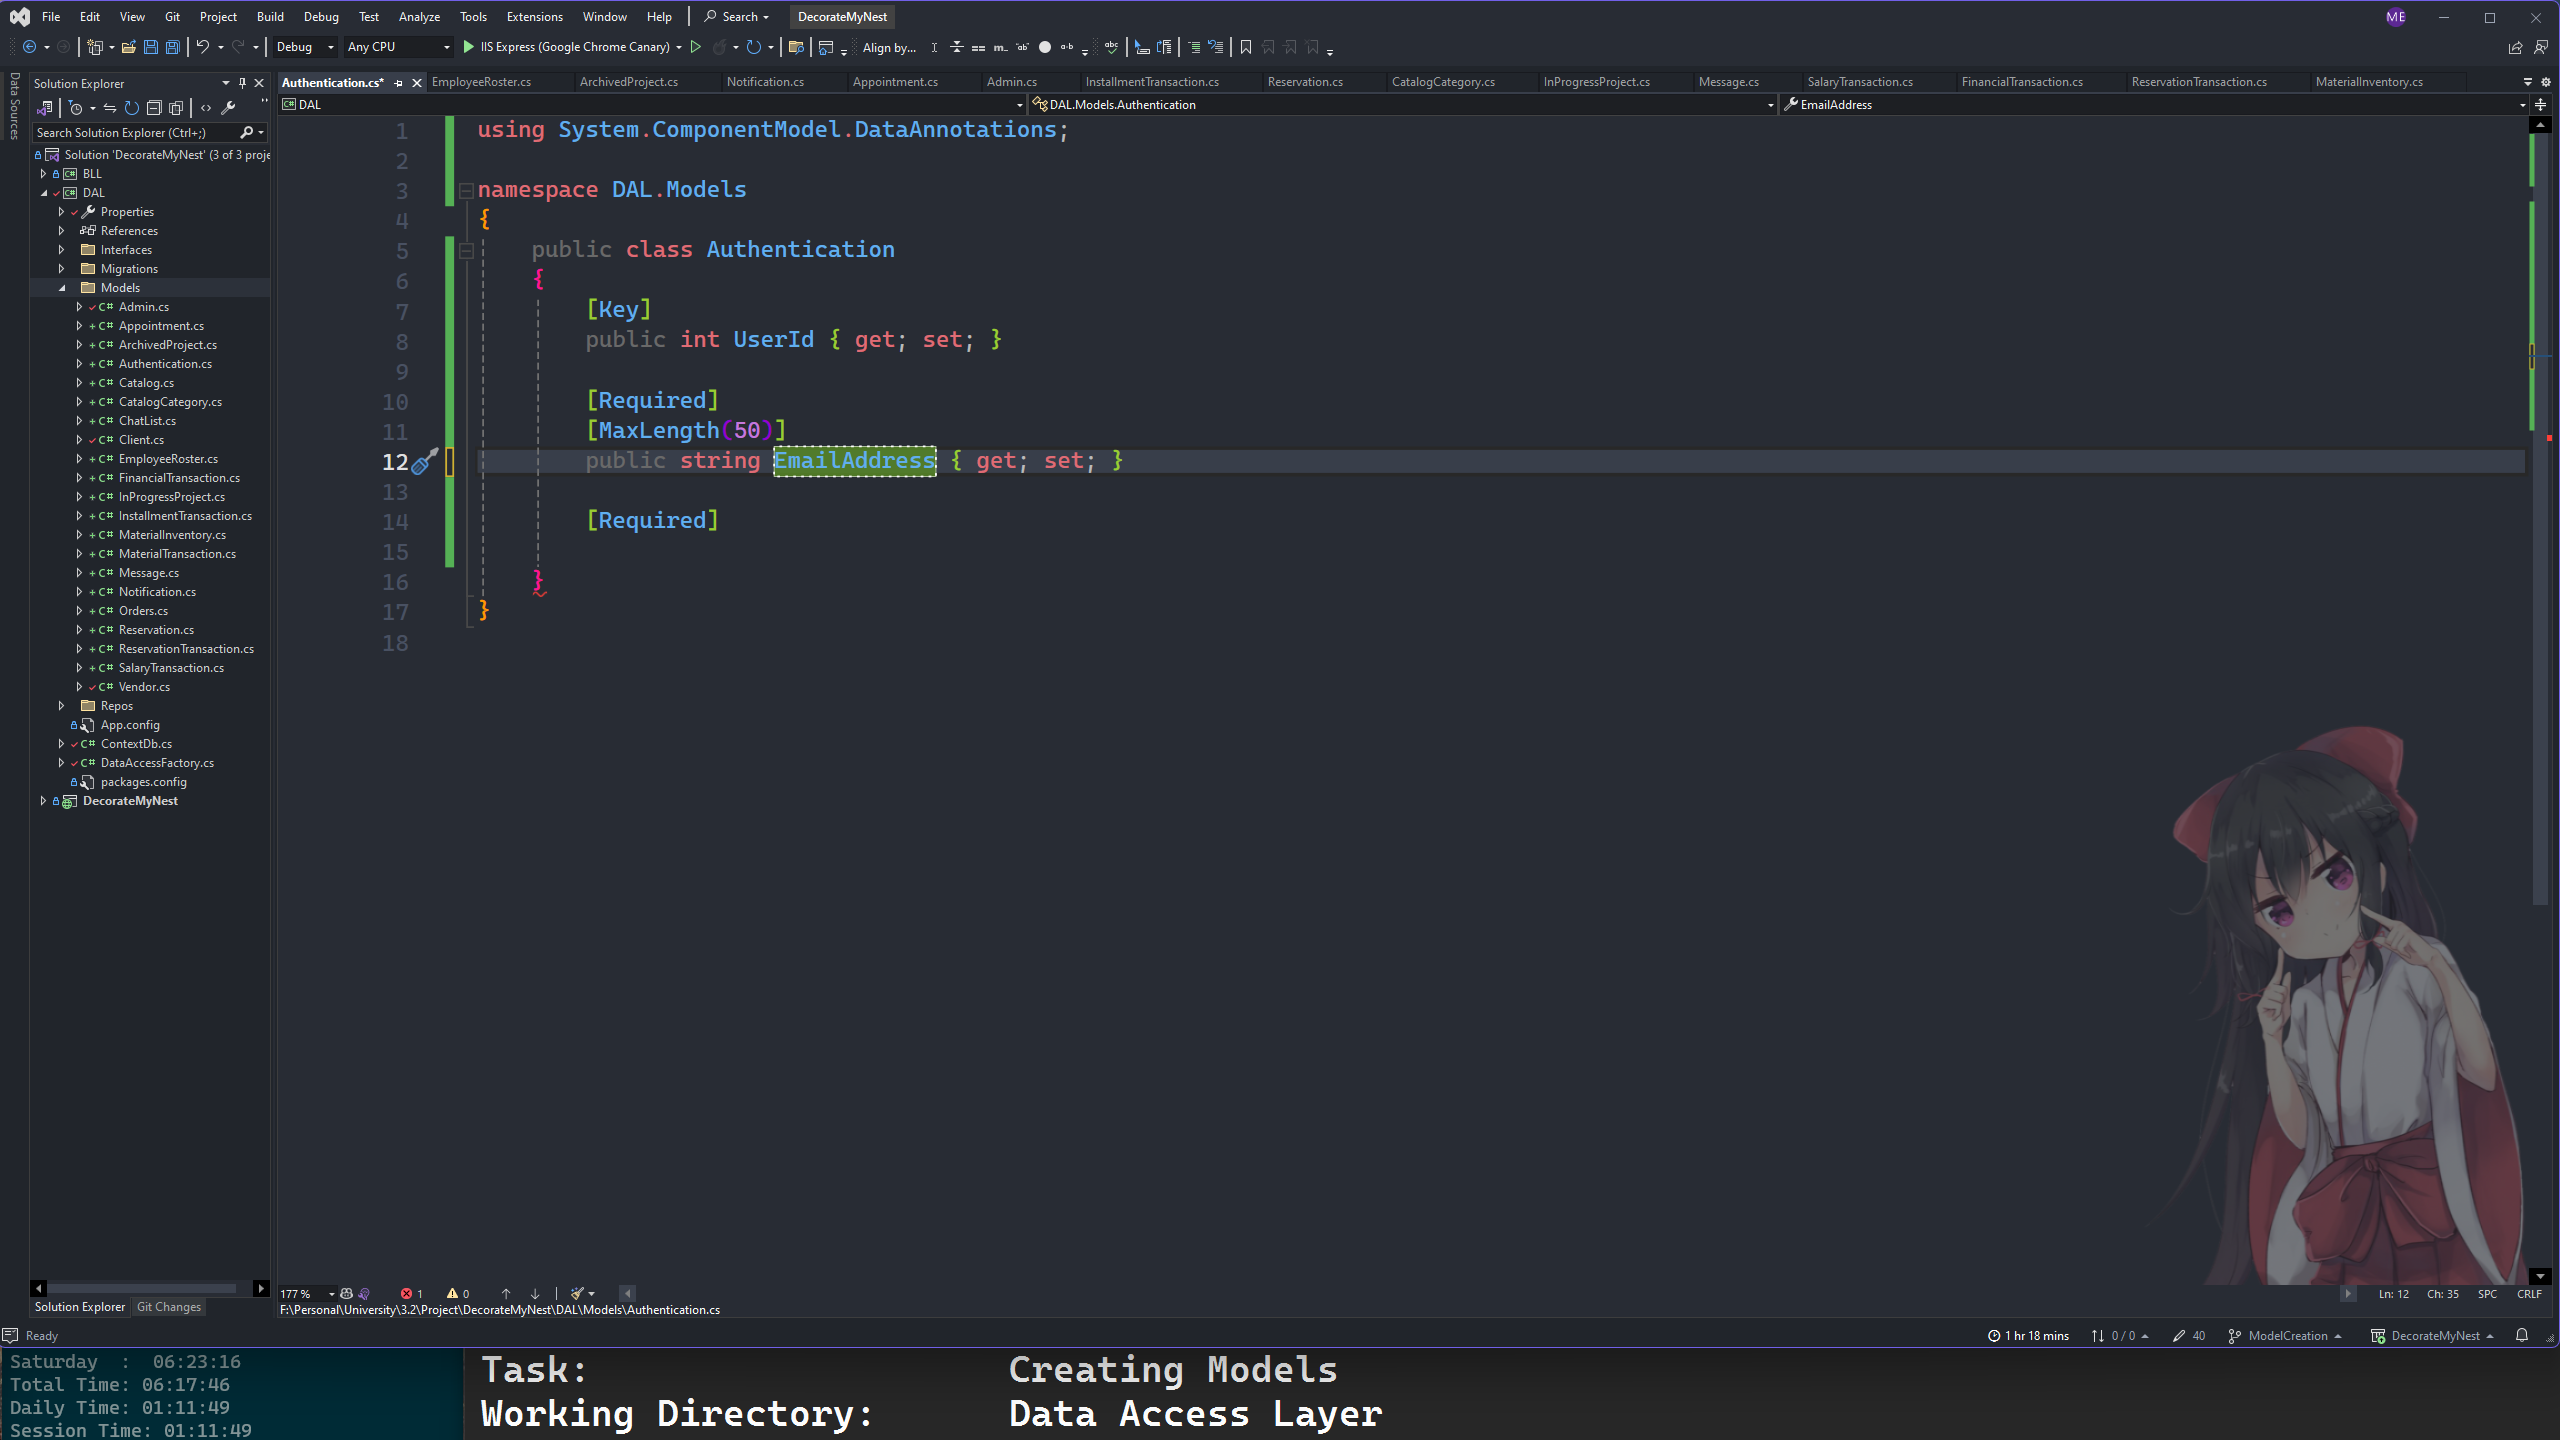 File Edit View Git Project Build Debug Test Analyze Tools Extensions Window Help Search DecorateMyNest ME
Debug Any CPU IIS Express (Google Chrome Canary) Align by...
Data Sources
Solution Explorer
Search Solution Explorer (Ctrl+;)
Solution 'DecorateMyNest' (3 of 3 proje
BLL
DAL
Properties
References
Interfaces
Migrations
Models
C# Admin.cs
C# Appointment.cs
C# ArchivedProject.cs
C# Authentication.cs
C# Catalog.cs
C# CatalogCategory.cs
C# ChatList.cs
C# Client.cs
C# EmployeeRoster.cs
C# FinancialTransaction.cs
C# InProgressProject.cs
C# InstallmentTransaction.cs
C# MaterialInventory.cs
C# MaterialTransaction.cs
C# Message.cs
C# Notification.cs
C# Orders.cs
C# Reservation.cs
C# ReservationTransaction.cs
C# SalaryTransaction.cs
C# Vendor.cs
Repos
App.config
C# ContextDb.cs
C# DataAccessFactory.cs
packages.config
DecorateMyNest
Solution Explorer Git Changes
Authentication.cs* EmployeeRoster.cs ArchivedProject.cs Notification.cs Appointment.cs Admin.cs InstallmentTransaction.cs Reservation.cs CatalogCategory.cs InProgressProject.cs Message.cs SalaryTransaction.cs FinancialTransaction.cs ReservationTransaction.cs MaterialInventory.cs
DAL DAL.Models.Authentication EmailAddress
1 using System.ComponentModel.DataAnnotations;
2
3 namespace DAL.Models
4 {
5 public class Authentication
6 {
7 [Key]
8 public int UserId { get; set; }
9
10 [Required]
11 [MaxLength(50)]
12 public string EmailAddress { get; set; }
13
14 [Required]
15
16 }
17 }
18
177 % 1 0 Ln: 12 Ch: 35 SPC CRLF
F:\Personal\University\3.2\Project\DecorateMyNest\DAL\Models\Authentication.cs
Ready 1 hr 18 mins 0 / 0 40 ModelCreation DecorateMyNest
Saturday : 06:23:16
Total Time: 06:17:46
Daily Time: 01:11:49
Session Time: 01:11:49
Task: Creating Models
Working Directory: Data Access Layer